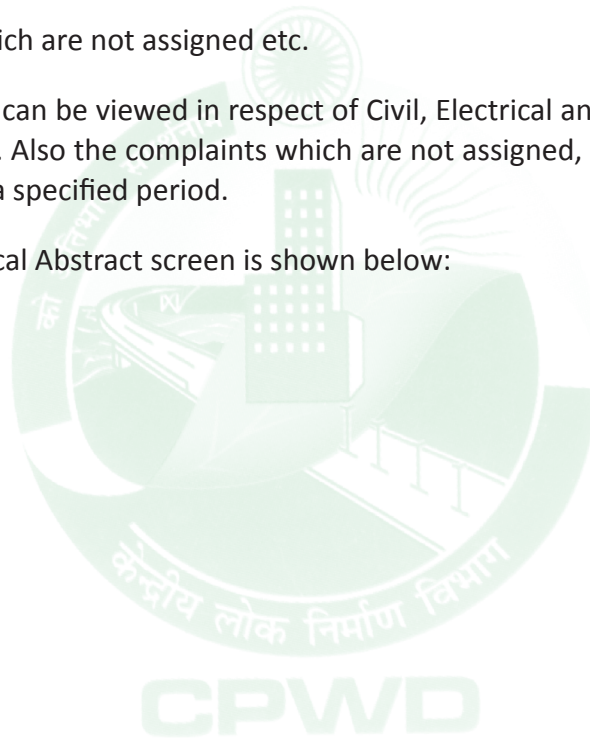 ich are not assigned etc.
can be viewed in respect of Civil, Electrical an
. Also the complaints which are not assigned,
a specified period.
cal Abstract screen is shown below:
केन्द्रीय लोक निर्माण विभाग
CPWD